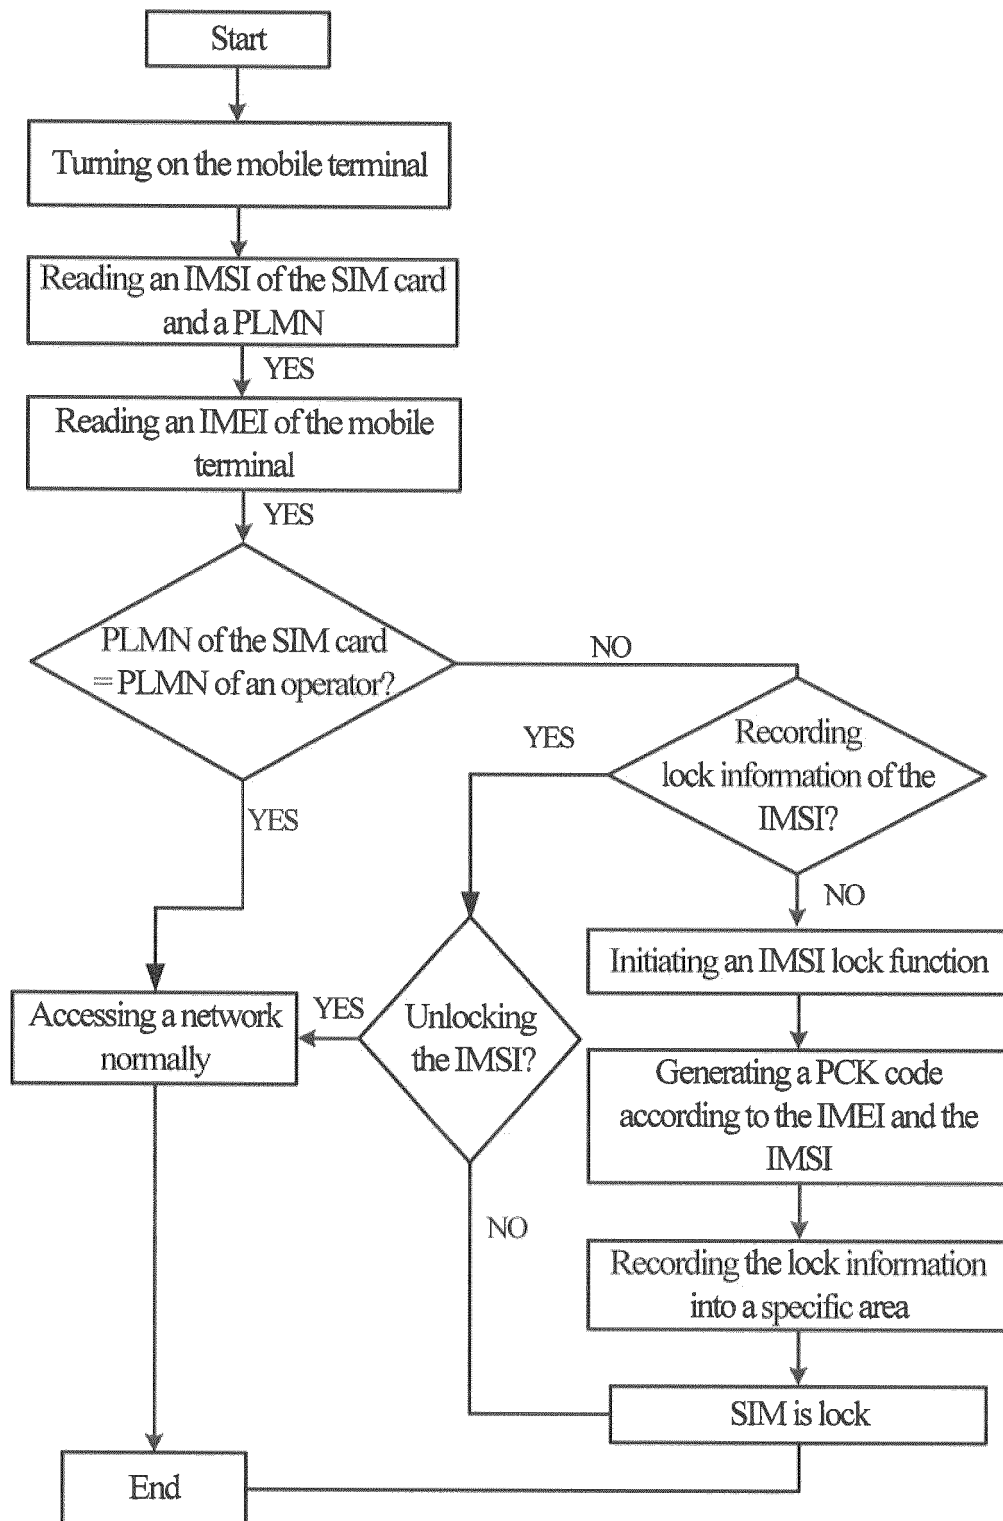 Start
Turning on the mobile terminal
Reading an IMSI of the SIM card
and a PLMN
YES
Reading an IMEI of the mobile
terminal
YES
PLMN of the SIM card
= PLMN of an operator?
NO
YES
Recording
lock information of the
IMSI?
YES
NO
Initiating an IMSI lock function
Accessing a network
normally
YES
Unlocking
the IMSI?
Generating a PCK code
according to the IMEI and the
IMSI
NO
Recording the lock information
into a specific area
SIM is lock
End